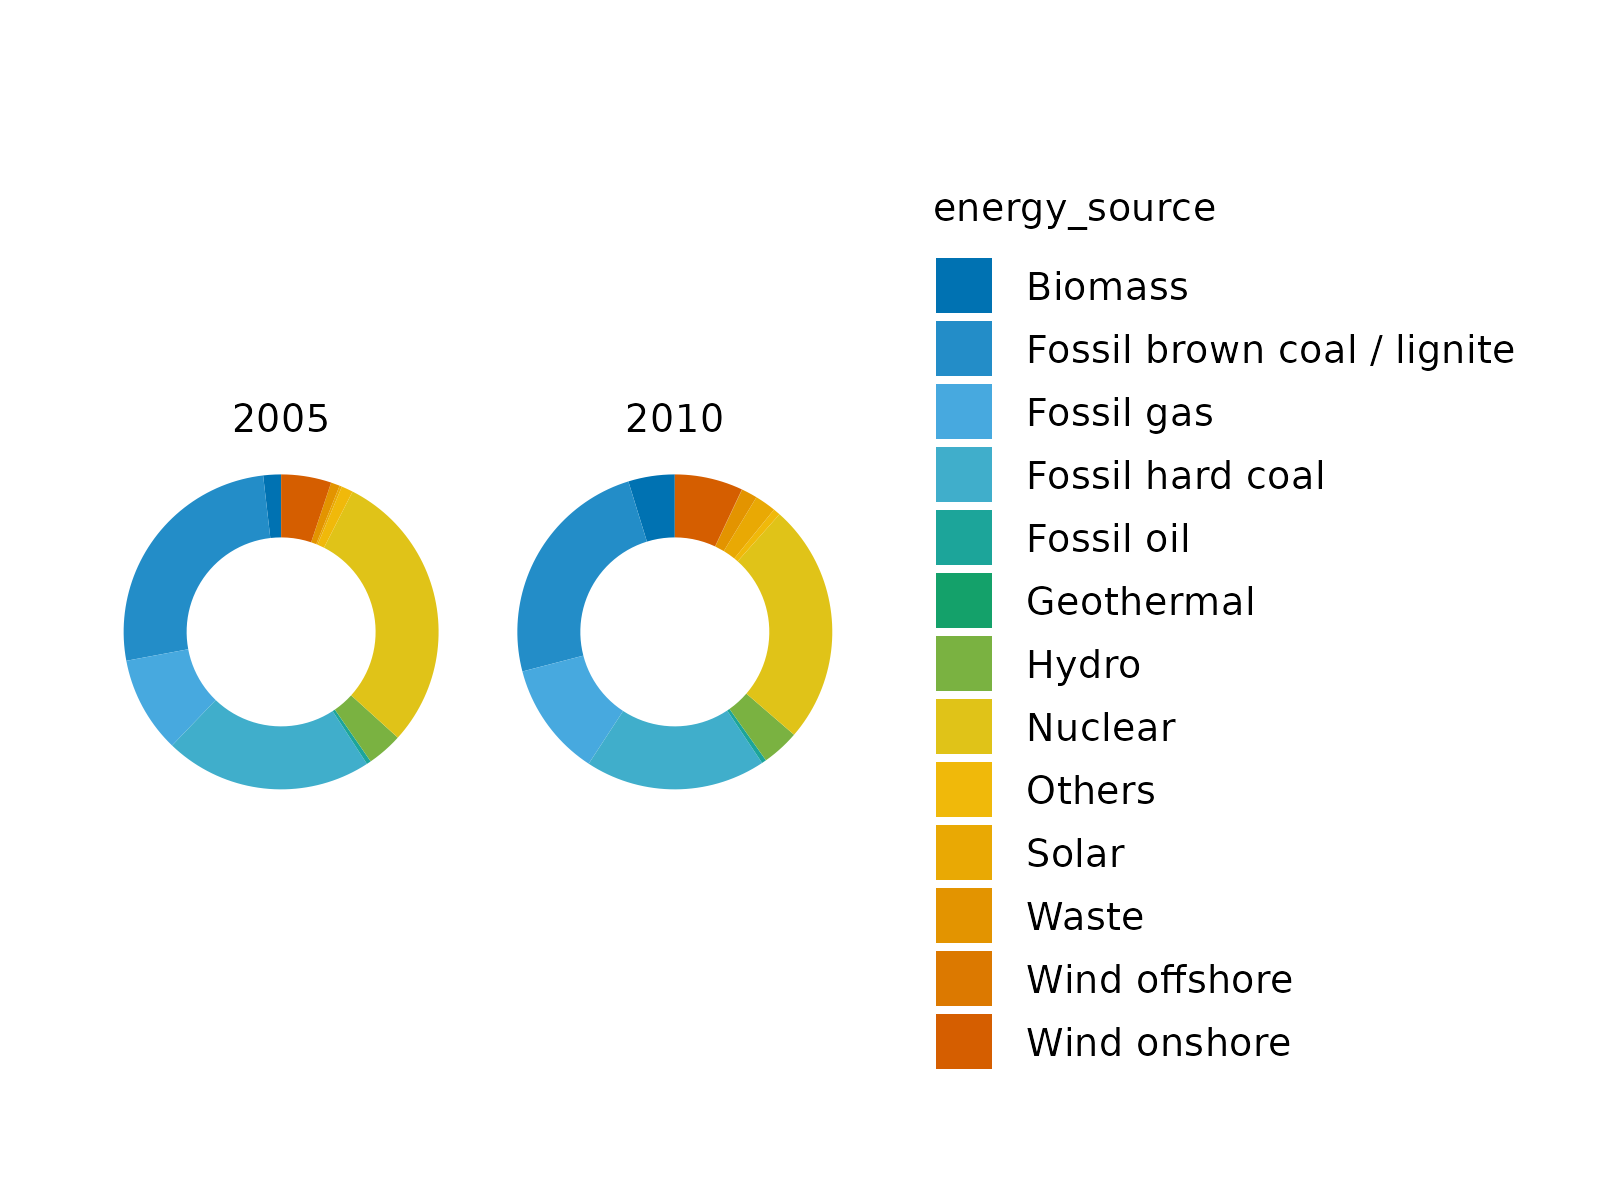 2005
2010
energy_source
Biomass
Fossil brown coal / lignite
Fossil gas
Fossil hard coal
Fossil oil
Geothermal
Hydro
Nuclear
Others
Solar
Waste
Wind offshore
Wind onshore